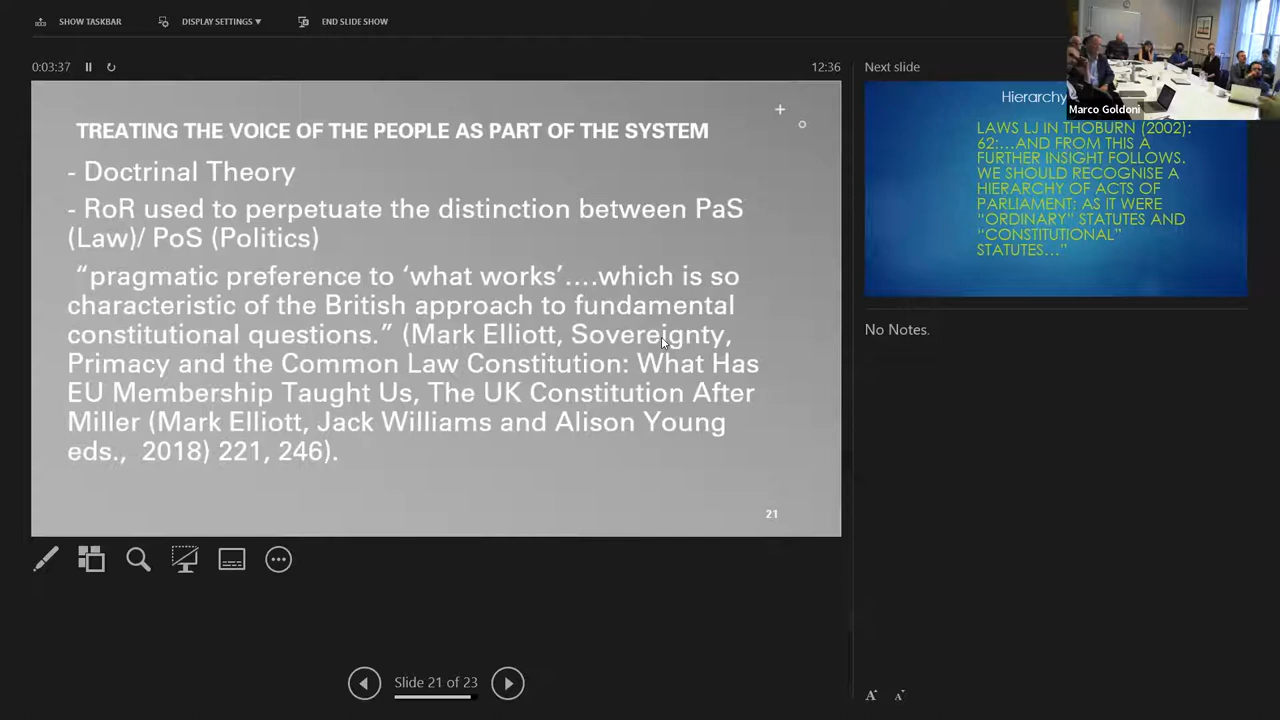 SHOW TASKBAR
DISPLAY SETTINGS ▼
END SLIDE SHOW
0:03:37
12:36
TREATING THE VOICE OF THE PEOPLE AS PART OF THE SYSTEM
- Doctrinal Theory
- RoR used to perpetuate the distinction between PaS
(Law)/ PoS (Politics)
“pragmatic preference to ‘what works’….which is so
characteristic of the British approach to fundamental
constitutional questions.” (Mark Elliott, Sovereignty,
Primacy and the Common Law Constitution: What Has
EU Membership Taught Us, The UK Constitution After
Miller (Mark Elliott, Jack Williams and Alison Young
eds., 2018) 221, 246).
21
Slide 21 of 23
Next slide
Hierarchy
LAWS LJ IN THOBURN (2002):
62:…AND FROM THIS A
FURTHER INSIGHT FOLLOWS.
WE SHOULD RECOGNISE A
HIERARCHY OF ACTS OF
PARLIAMENT: AS IT WERE
“ORDINARY” STATUTES AND
“CONSTITUTIONAL”
STATUTES…”
No Notes.
A A
Marco Goldoni